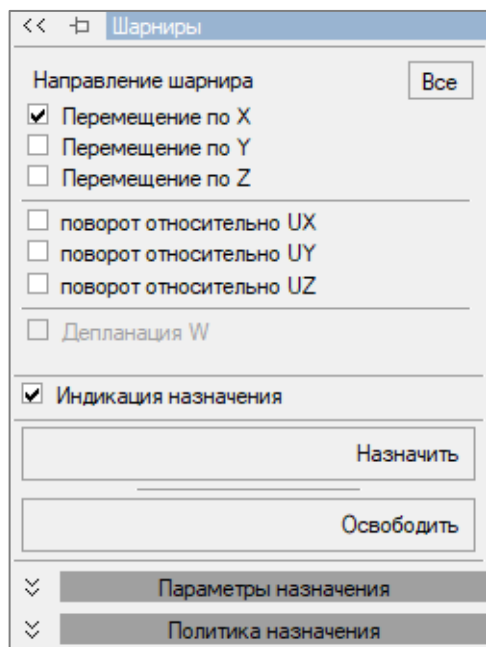 << Шарниры
Направление шарнира Все
Перемещение по X
Перемещение по Y
Перемещение по Z
поворот относительно UX
поворот относительно UY
поворот относительно UZ
Депланация W
Индикация назначения
Назначить
Освободить
Параметры назначения
Политика назначения